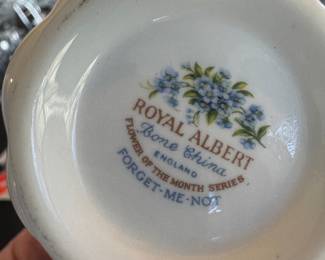 ROYAL ALBERT
Bone China
ENGLAND
FLOWER OF THE MONTH SERIES
FORGET-ME-NOT